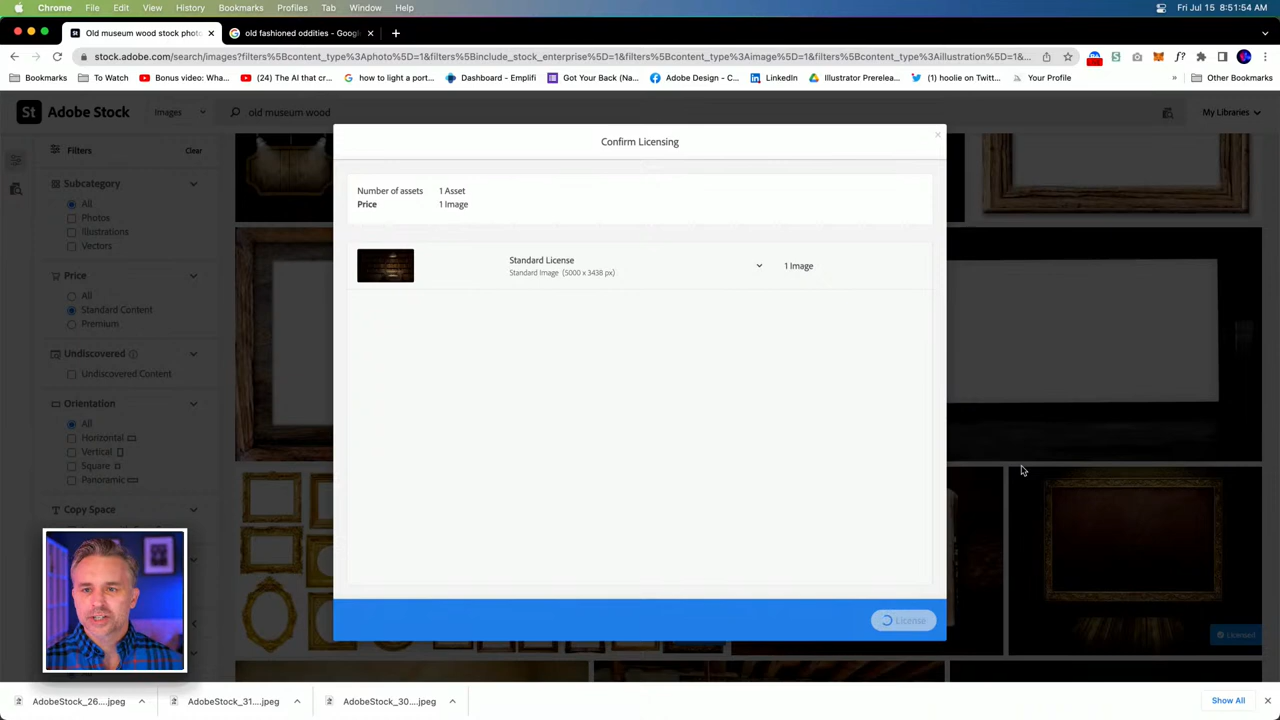 Chrome File Edit View History Bookmarks Profiles Tab Window Help Fri Jul 15 8:51:54 AM
St Old museum wood stock photo × old fashioned oddities - Goog × +
stock.adobe.com/search/images?filters%5Bcontent_type%3Aphoto%5D=1&filters%5Binclude_stock_enterprise%5D=1&filters%5Bcontent_type%3Aimage%5D=1&filters%5Bcontent_type%3Aillustration%5D=1&...
Bookmarks To Watch Bonus video: Wha... (24) The AI that cr... how to light a port... Dashboard - Emplifi Got Your Back (Na... Adobe Design - C... LinkedIn Illustrator Prerelea... (1) hoolie on Twitt... Your Profile » Other Bookmarks
St Adobe Stock Images old museum wood My Libraries
Confirm Licensing ×
Filters Clear
Number of assets 1 Asset
Price 1 Image
Subcategory
All
Photos
Illustrations
Vectors
Standard License
Standard Image (5000 x 3438 px)
1 Image
Price
All
Standard Content
Premium
Undiscovered
Undiscovered Content
Orientation
All
Horizontal
Vertical
Square
Panoramic
Copy Space
License
Licensed
AdobeStock_26....jpeg AdobeStock_31....jpeg AdobeStock_30....jpeg Show All ×